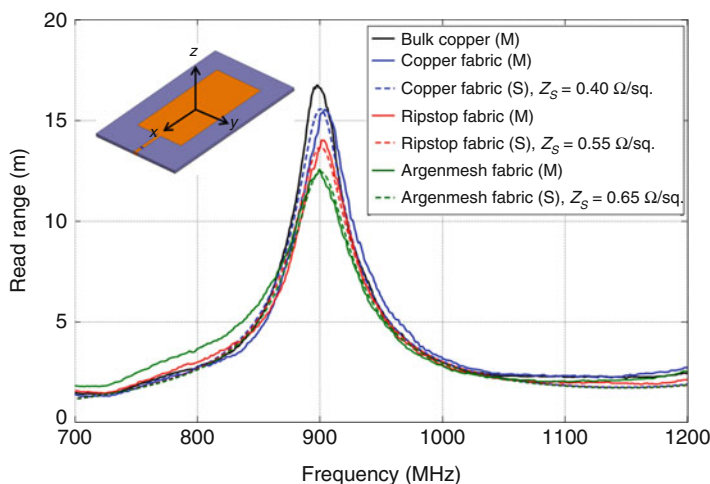 20
15
10
5
0
Read range (m)
700
800
900
1000
1100
1200
Frequency (MHz)
z
x
y
Bulk copper (M)
Copper fabric (M)
Copper fabric (S), Z_S = 0.40 Ω/sq.
Ripstop fabric (M)
Ripstop fabric (S), Z_S = 0.55 Ω/sq.
Argenmesh fabric (M)
Argenmesh fabric (S), Z_S = 0.65 Ω/sq.